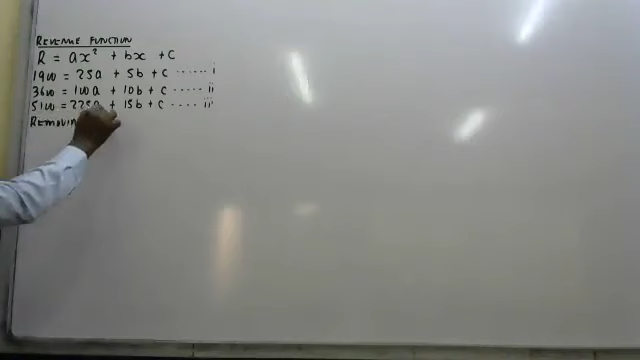 REVENUE FUNCTION
R = ax² + bx + c
1900 = 25a + 5b + c ...... i
3600 = 100a + 10b + c .... ii
5100 = 225a + 15b + c .... iii